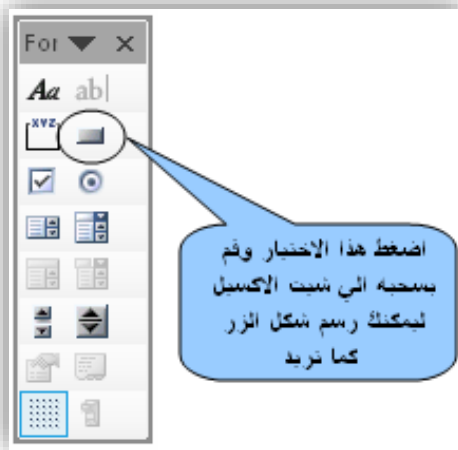 For
Aa ab
XYZ
اضغط هذا الاختيار وقم
بسحبه الي شيت الاكسيل
ليمكنك رسم شكل الزر
كما تريد